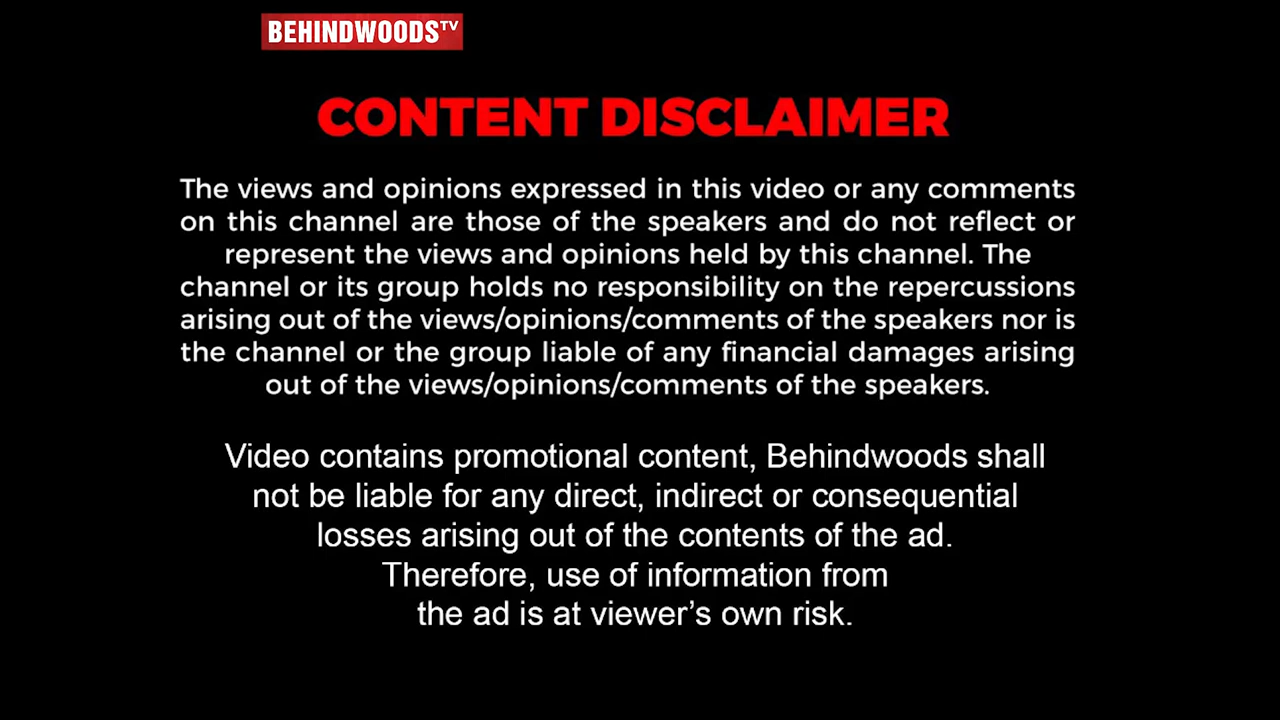 BEHINDWOODSTV
CONTENT DISCLAIMER
The views and opinions expressed in this video or any comments
on this channel are those of the speakers and do not reflect or
represent the views and opinions held by this channel. The
channel or its group holds no responsibility on the repercussions
arising out of the views/opinions/comments of the speakers nor is
the channel or the group liable of any financial damages arising
out of the views/opinions/comments of the speakers.
Video contains promotional content, Behindwoods shall
not be liable for any direct, indirect or consequential
losses arising out of the contents of the ad.
Therefore, use of information from
the ad is at viewer’s own risk.